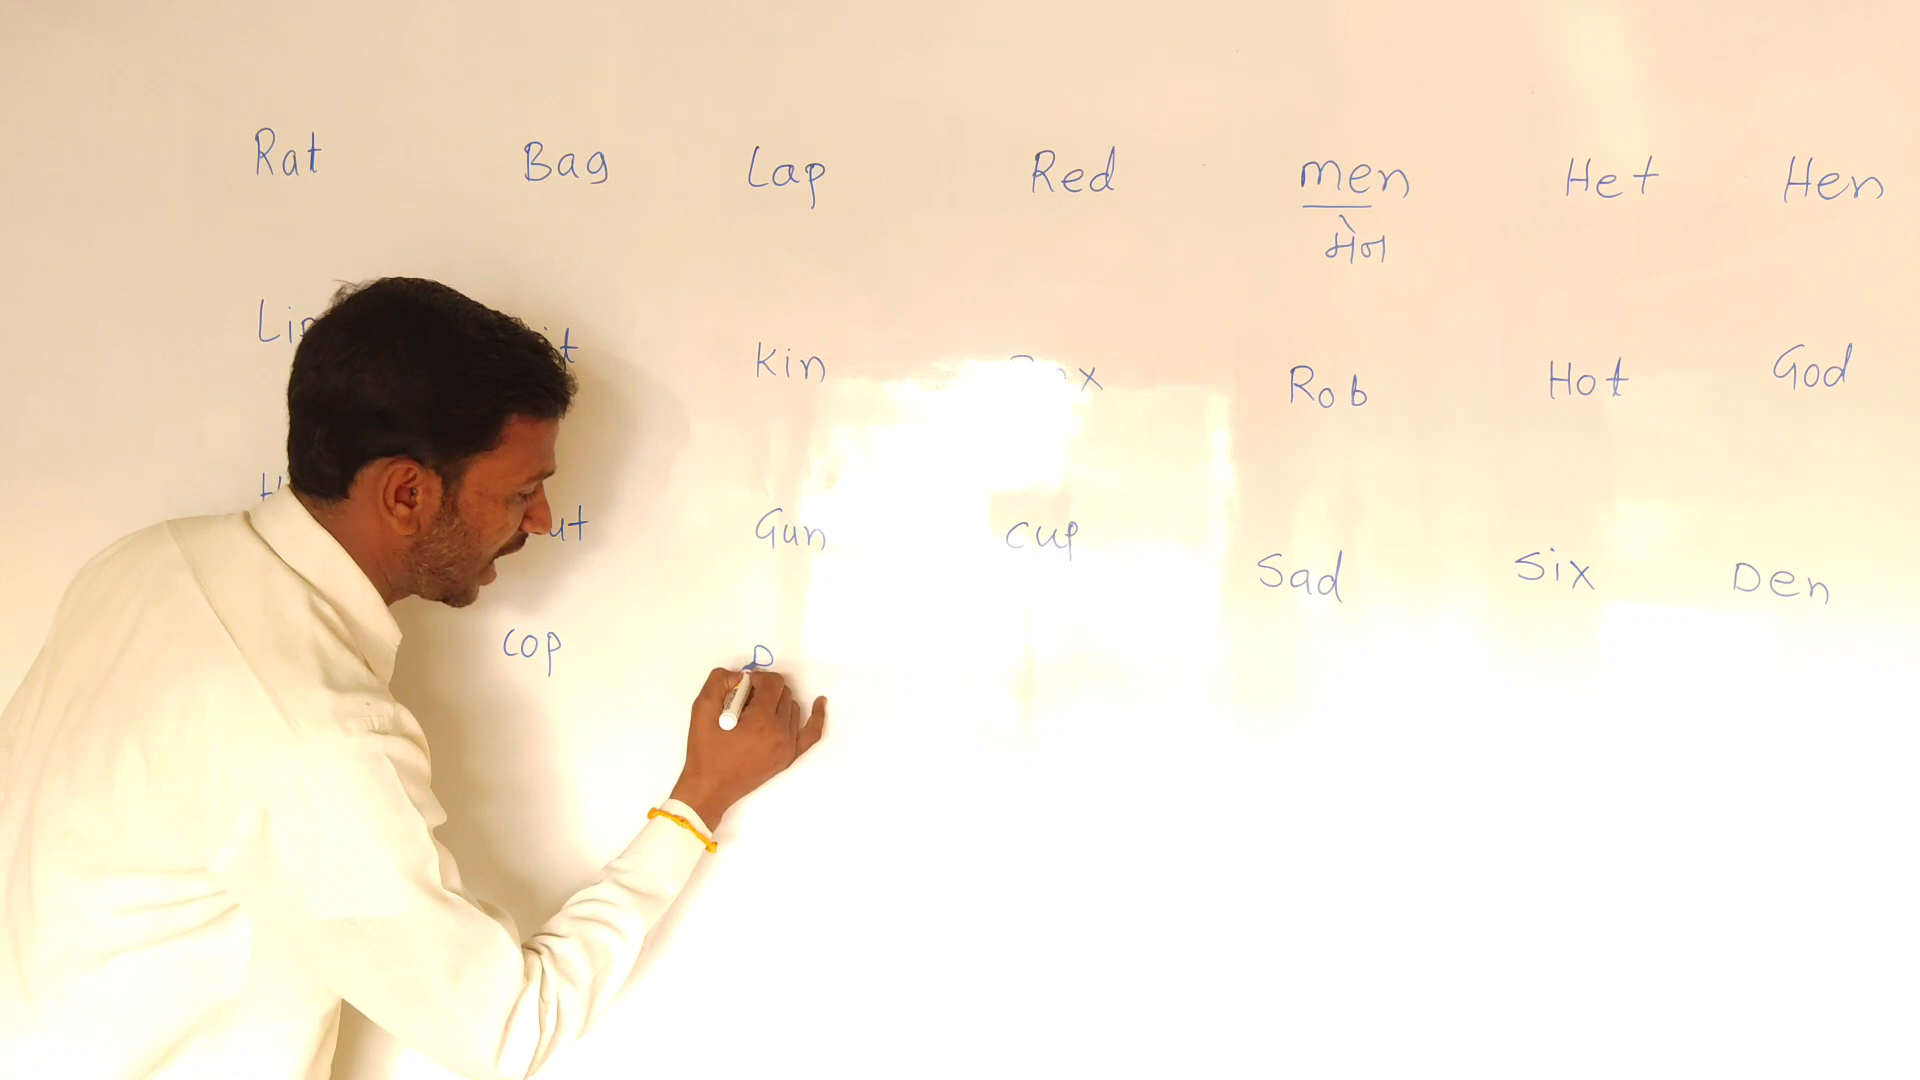 Rat Bag Lap Red men Het Hen
મેન
Kin Rob Hot God
Gun cup Sad Six Den
cop D